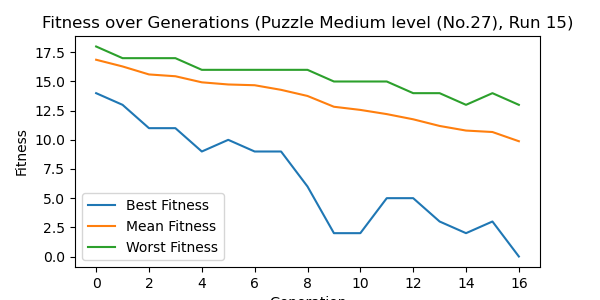 Fitness over Generations (Puzzle Medium level (No.27), Run 15)
17.5
15.0
12.5
10.0
7.5
5.0
2.5
0.0
Fitness
Best Fitness
Mean Fitness
Worst Fitness
0 2 4 6 8 10 12 14 16
Generation